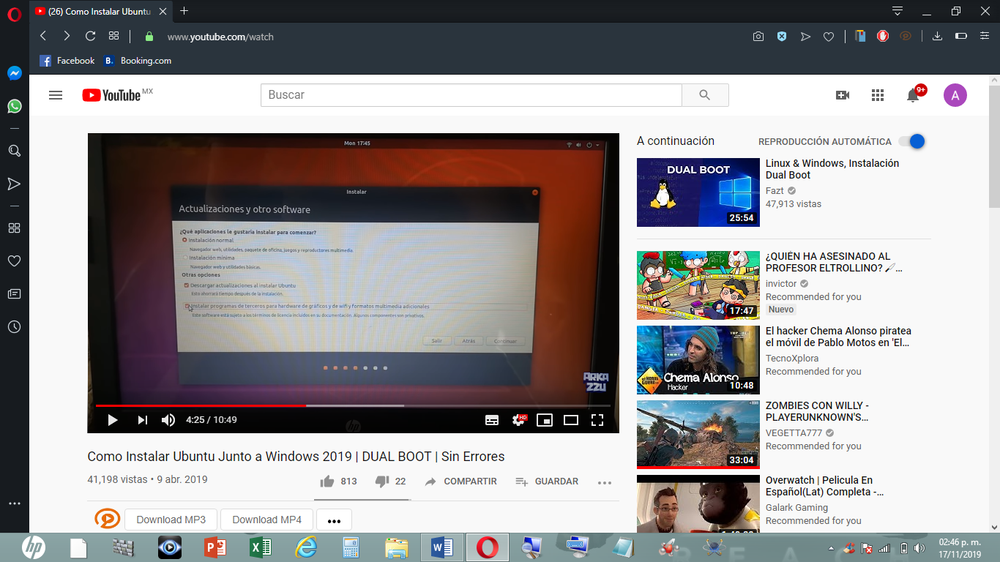 (26) Como Instalar Ubuntu
www.youtube.com/watch
Facebook
B. Booking.com
YouTube MX
Buscar
9+
A
Mon 17:45
Instalar
Actualizaciones y otro software
¿Qué aplicaciones le gustaría instalar para comenzar?
Instalación normal
Navegador web, utilidades, paquete de oficina, juegos y reproductores multimedia.
Instalación mínima
Navegador web y utilidades básicas.
Otras opciones
Descargar actualizaciones al instalar Ubuntu
Esto ahorrará tiempo después de la instalación.
Instalar programas de terceros para hardware de gráficos y de wifi y formatos multimedia adicionales
Este software está sujeto a los términos de licencia incluidos en su documentación. Algunos componentes son privativos.
Salir
Atrás
Continuar
ARKA
ZZU
hp
4:25 / 10:49
HD
Como Instalar Ubuntu Junto a Windows 2019 | DUAL BOOT | Sin Errores
41,198 vistas • 9 abr. 2019
813
22
COMPARTIR
GUARDAR
Download MP3
Download MP4
A continuación
REPRODUCCIÓN AUTOMÁTICA
DUAL BOOT
25:54
Linux & Windows, Instalación
Dual Boot
Fazt
47,913 vistas
17:47
¿QUIÉN HA ASESINADO AL
PROFESOR ELTROLLINO? 🗡...
invictor
Recommended for you
Nuevo
Chema Alonso
Hacker
10:48
El hacker Chema Alonso piratea
el móvil de Pablo Motos en 'El...
TecnoXplora
Recommended for you
33:04
ZOMBIES CON WILLY -
PLAYERUNKNOWN'S...
VEGETTA777
Recommended for you
Overwatch | Pelicula En
Español(Lat) Completa -...
Galark Gaming
Recommended for you
hp
02:46 p. m.
17/11/2019